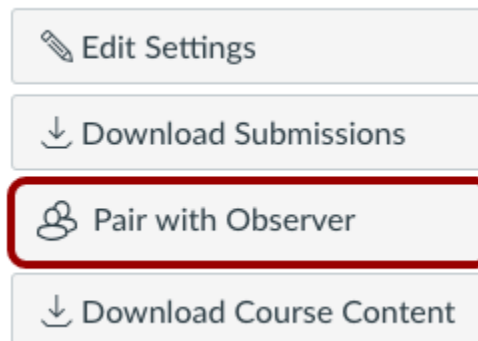 Edit Settings
Download Submissions
Pair with Observer
Download Course Content